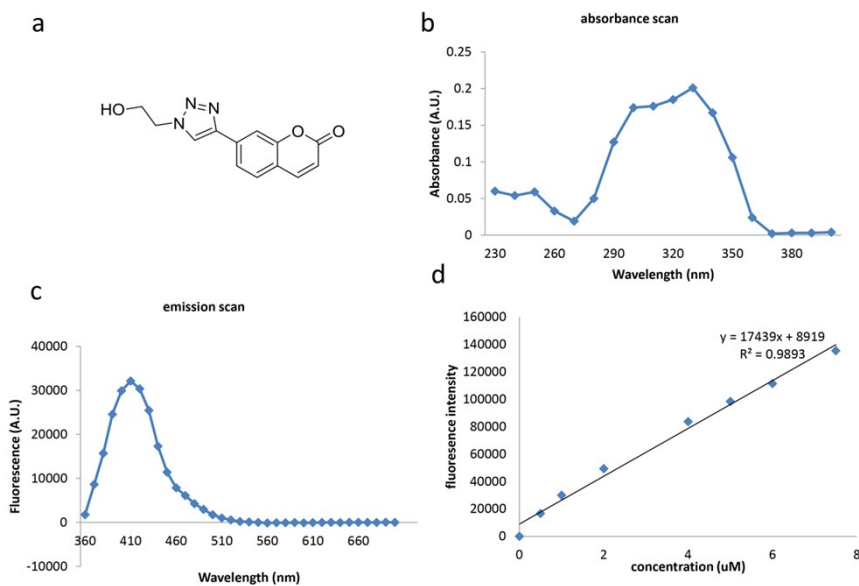 a
HO
N
N
N
N
O
O
b
absorbance scan
Absorbance (A.U.)
0.25
0.2
0.15
0.1
0.05
0
230 260 290 320 350 380
Wavelength (nm)
c
emission scan
Fluorescence (A.U.)
40000
30000
20000
10000
0
-10000
360 410 460 510 560 610 660
Wavelength (nm)
d
fluoresence intensity
160000
140000
120000
100000
80000
60000
40000
20000
0
y = 17439x + 8919
R² = 0.9893
0 2 4 6 8
concentration (uM)